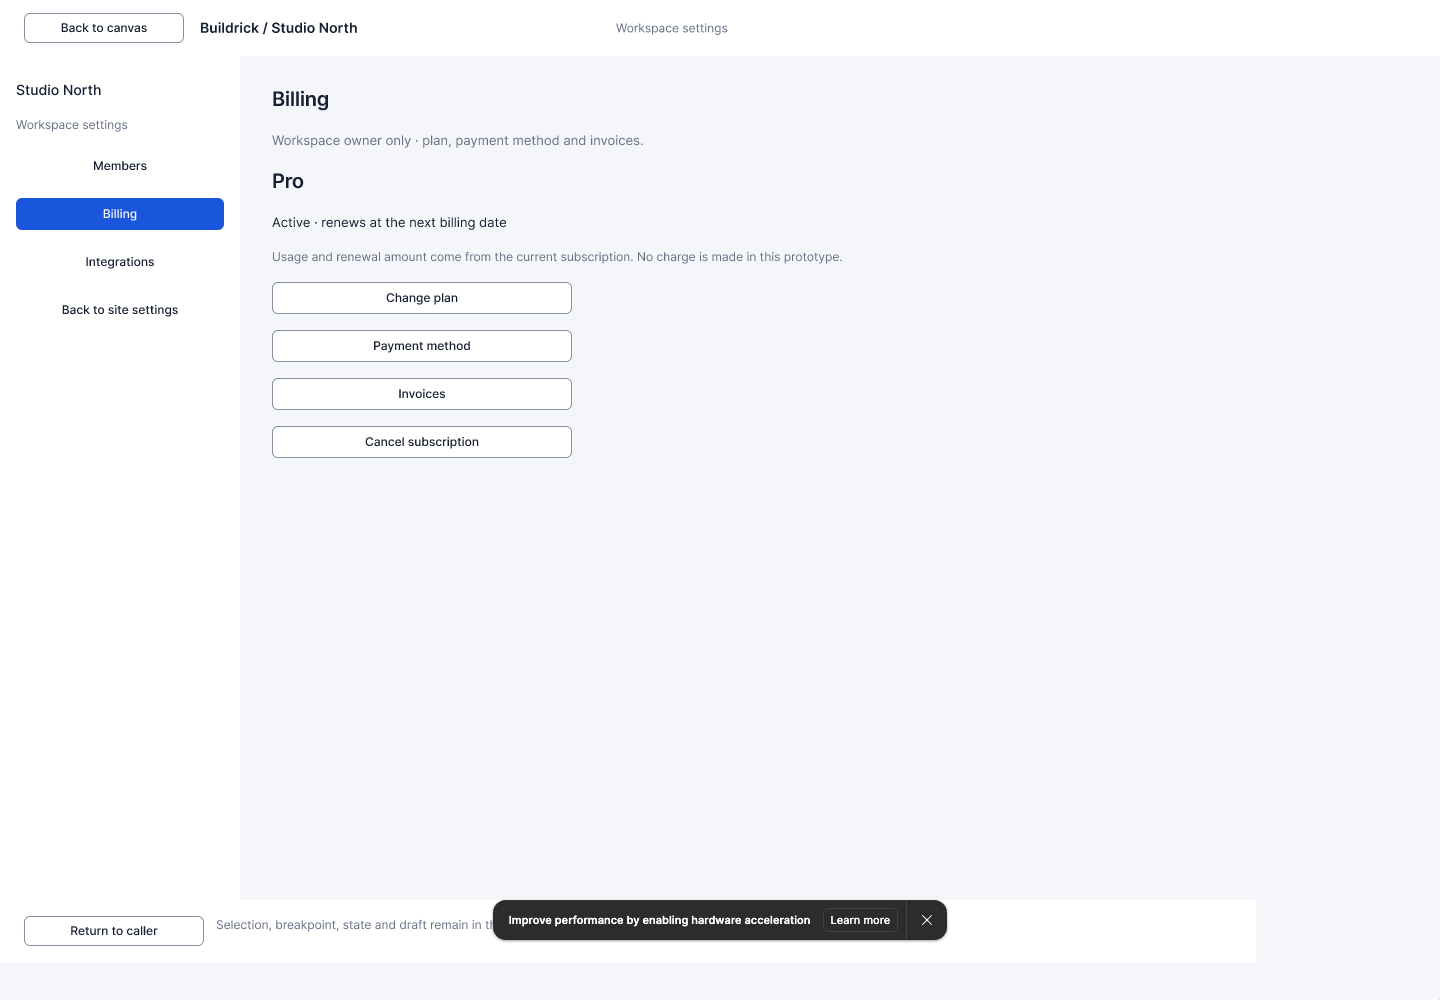 Back to canvas
Buildrick / Studio North
Workspace settings
Studio North
Workspace settings
Members
Billing
Integrations
Back to site settings
Billing
Workspace owner only · plan, payment method and invoices.
Pro
Active · renews at the next billing date
Usage and renewal amount come from the current subscription. No charge is made in this prototype.
Change plan
Payment method
Invoices
Cancel subscription
Return to caller
Selection, breakpoint, state and draft remain in
Improve performance by enabling hardware acceleration
Learn more